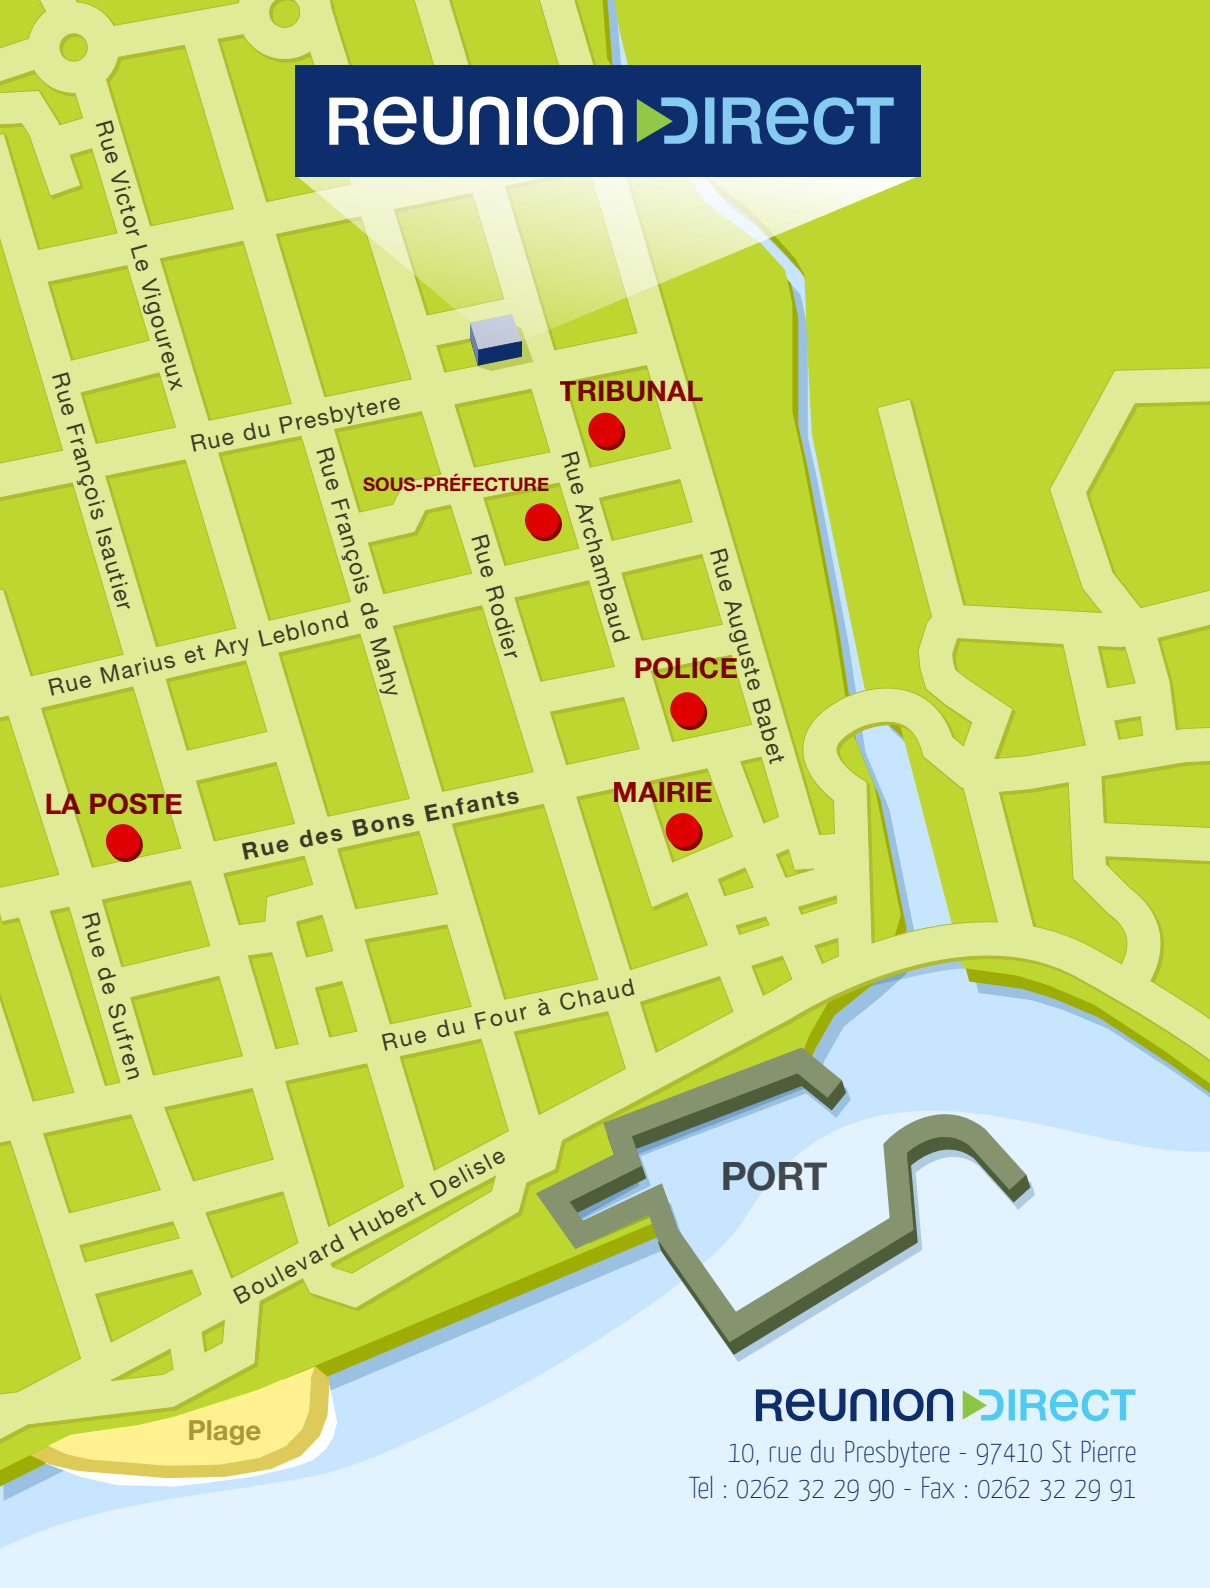 REUNION DIRECT
Rue Victor Le Vigoureux
Rue François Isautier
Rue du Presbytere
TRIBUNAL
Rue François de Mahy
SOUS-PRÉFECTURE
Rue Archambaud
Rue Rodier
Rue Auguste Babet
Rue Marius et Ary Leblond
POLICE
LA POSTE
MAIRIE
Rue des Bons Enfants
Rue de Sufren
Rue du Four à Chaud
Boulevard Hubert Delisle
PORT
Plage
REUNION DIRECT
10, rue du Presbytere - 97410 St Pierre
Tel : 0262 32 29 90 - Fax : 0262 32 29 91